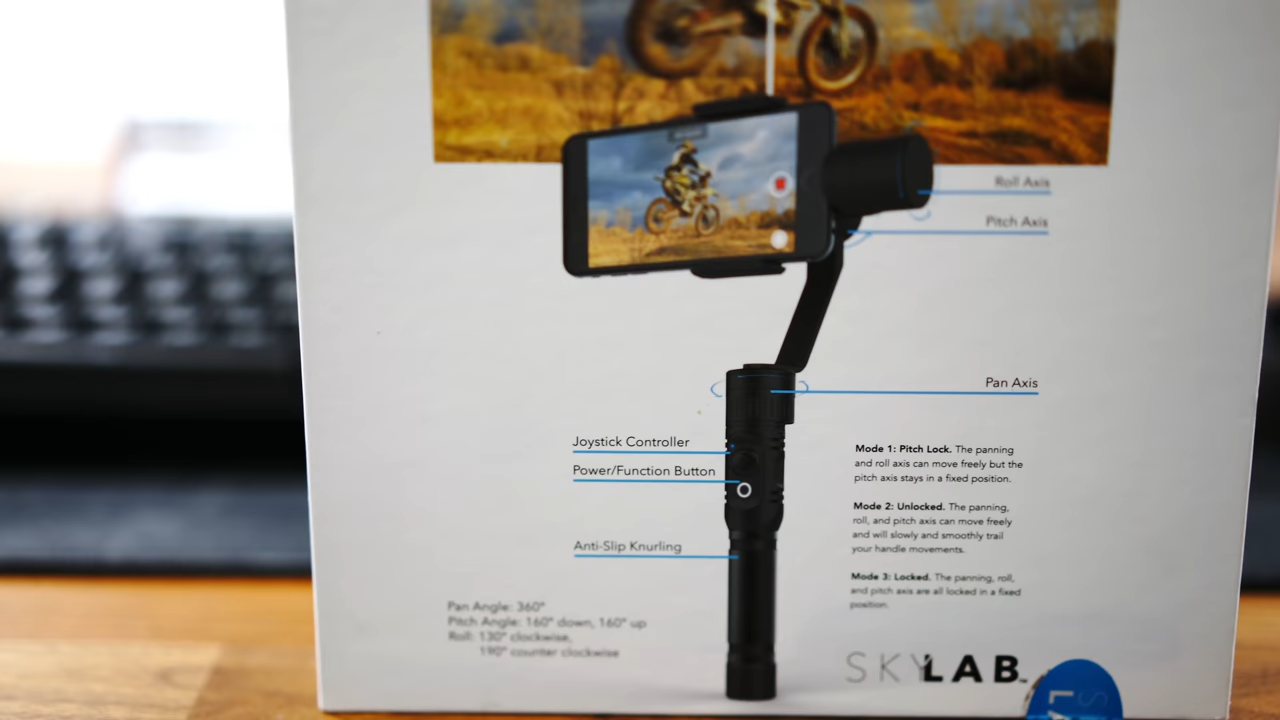 Roll Axis
Pitch Axis
Pan Axis
Joystick Controller
Power/Function Button
Anti-Slip Knurling
Mode 1: Pitch Lock. The panning
and roll axis can move freely but the
pitch axis stays in a fixed position.
Mode 2: Unlocked. The panning,
roll, and pitch axis can move freely
and will slowly and smoothly trail
your handle movements.
Mode 3: Locked. The panning, roll,
and pitch axis are all locked in a fixed
position.
Pan Angle: 360°
Pitch Angle: 160° down, 160° up
Roll: 130° clockwise,
190° counter clockwise
SKYLAB™